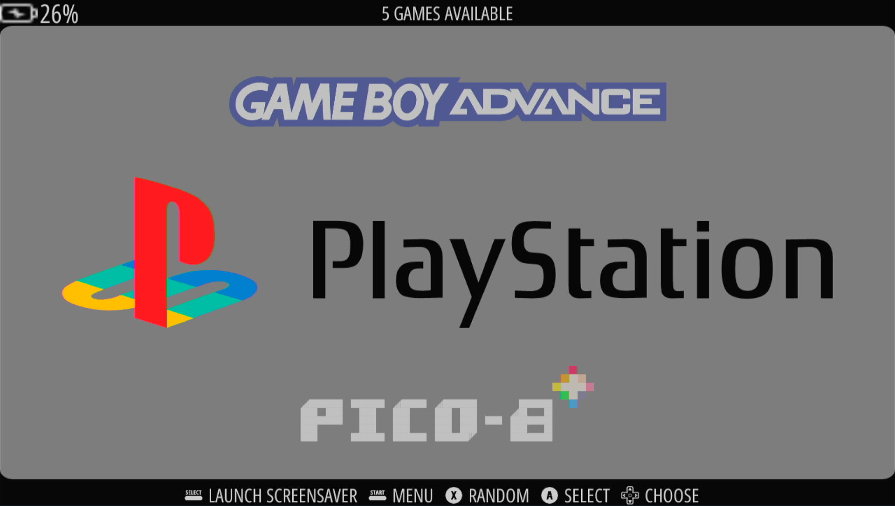 26%
5 GAMES AVAILABLE
GAME BOY ADVANCE
PlayStation
PICO-8
SELECT LAUNCH SCREENSAVER START MENU X RANDOM A SELECT CHOOSE